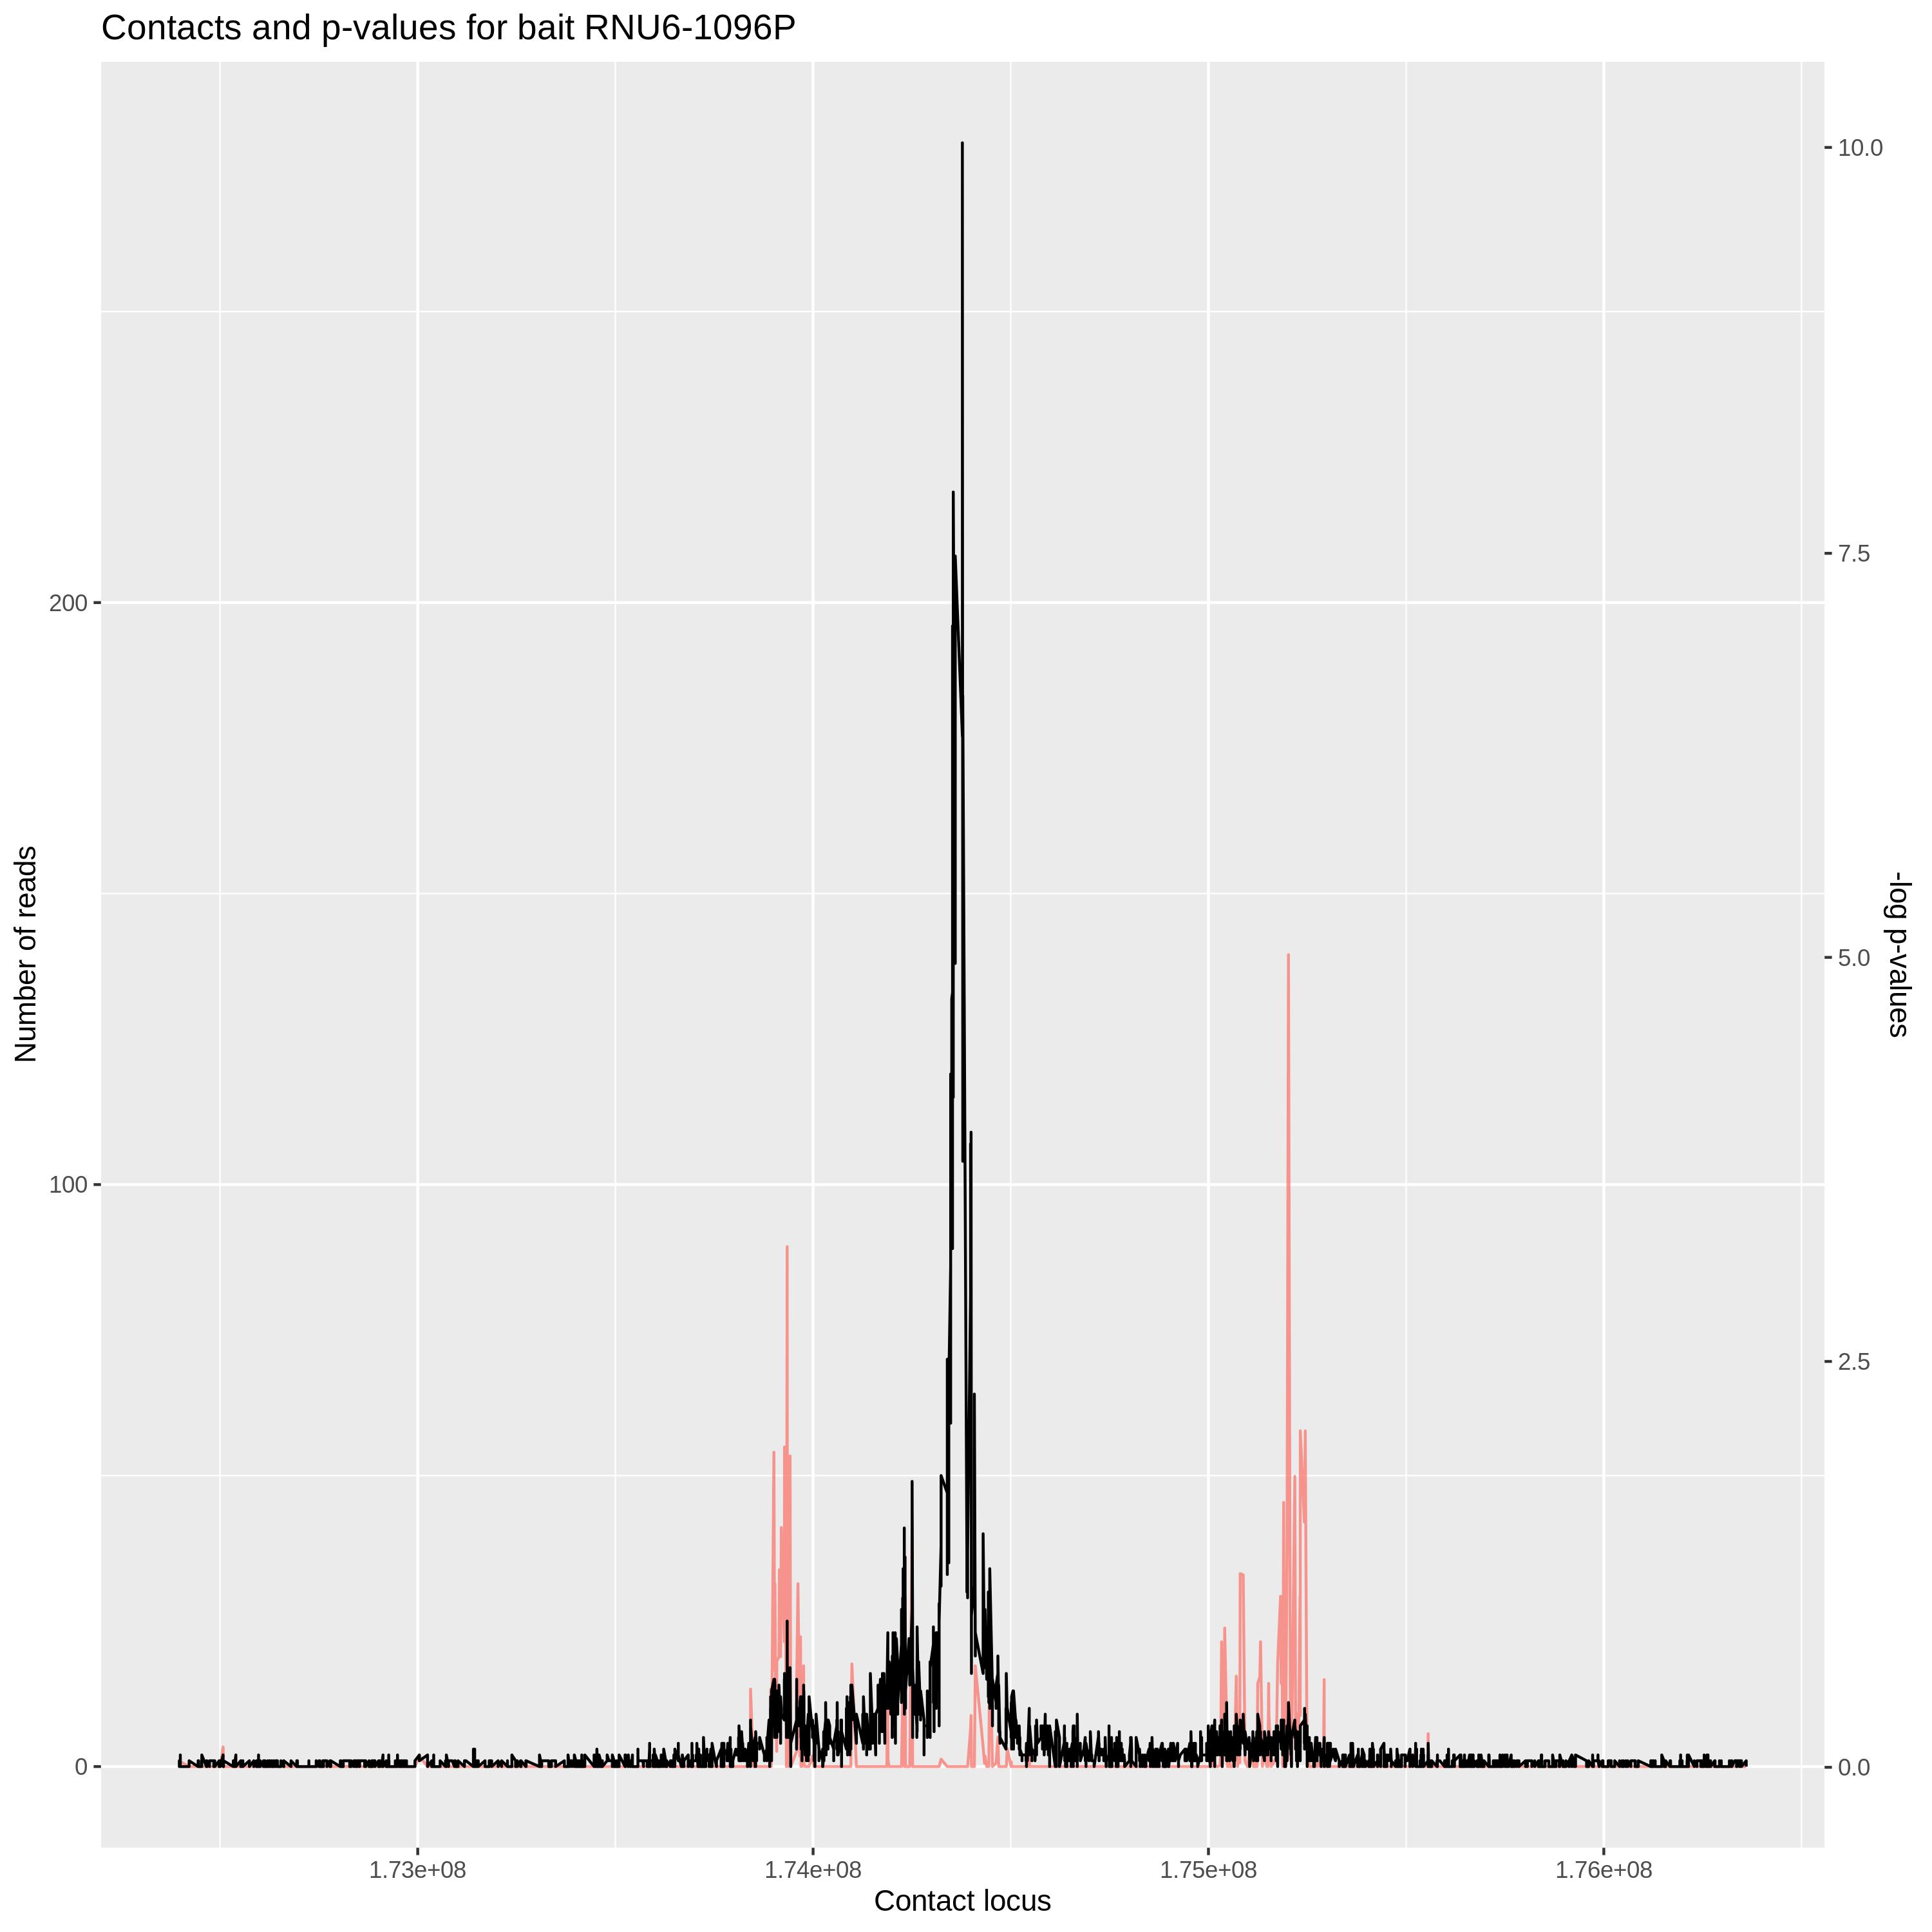 Contacts and p-values for bait RNU6-1096P
Number of reads
200
100
0
10.0
7.5
5.0
2.5
0.0
-log p-values
1.73e+08
1.74e+08
1.75e+08
1.76e+08
Contact locus